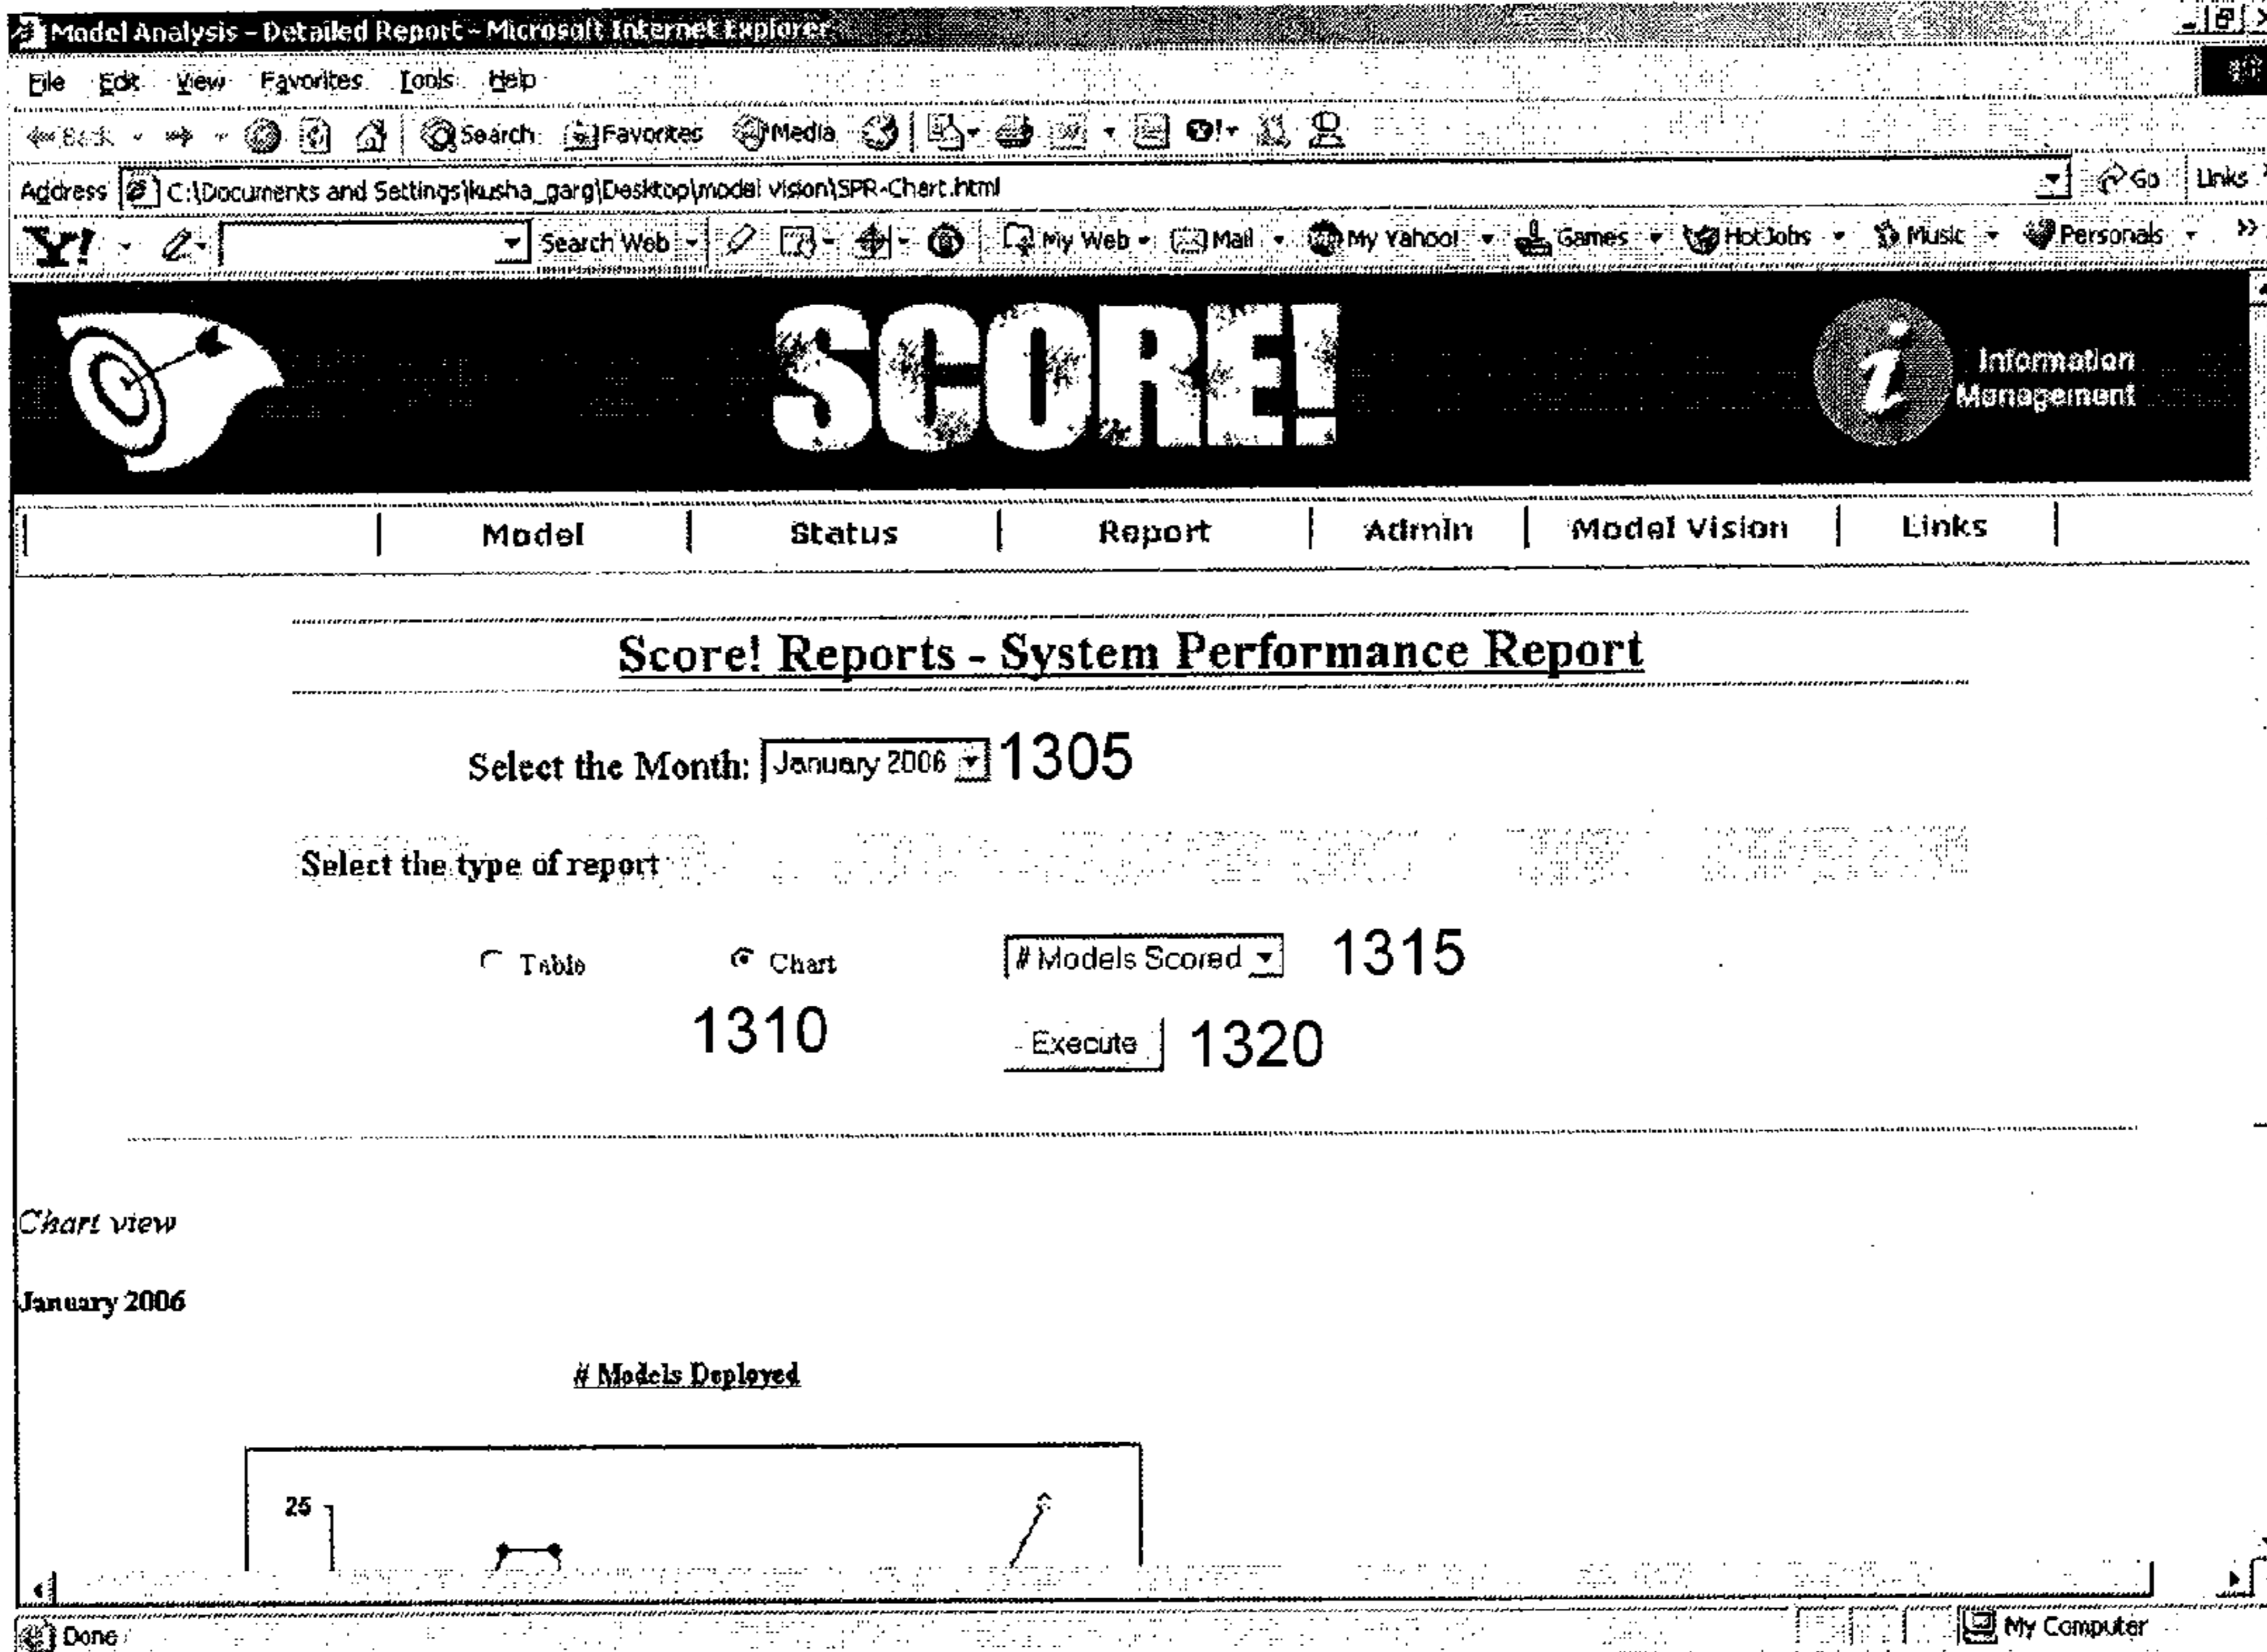 Model Analysis - Detailed Report - Microsoft Internet Explorer
File Edit View Favorites Tools Help
Back Search Favorites Media
Address C:\Documents and Settings\kusha_garg\Desktop\model vision\SPR-Chart.html Go Links
Y! Search Web My Web Mail My Yahoo! Games HotJobs Music Personals >>
SCORE!
i Information
Management
Model | Status | Report | Admin | Model Vision | Links
Score! Reports - System Performance Report
Select the Month: January 2006 1305
Select the type of report
Table Chart # Models Scored 1315
1310 Execute 1320
Chart view
January 2006
# Models Deployed
25
Done My Computer